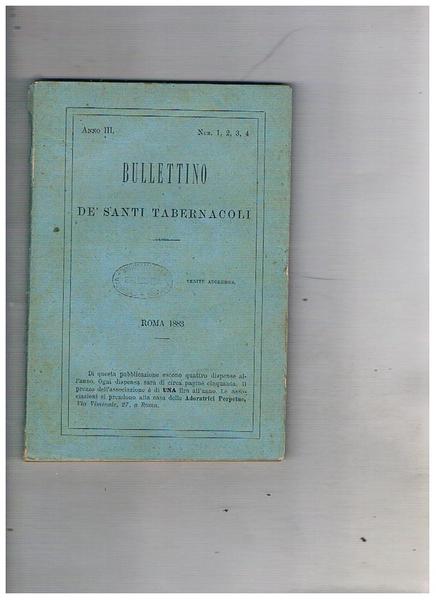 ANNO III. NUM. 1, 2, 3, 4
BULLETTINO
DE' SANTI TABERNACOLI
VENITE ADOREMUS.
ROMA 1883
Di questa pubblicazione escono quattro dispense al-
l'anno. Ogni dispensa sarà di circa pagine cinquanta. Il
prezzo dell'associazione è di UNA lira all'anno. Le asso-
ciazioni si prendono alla casa delle Adoratrici Perpetue,
Via Viminale, 27, a Roma.